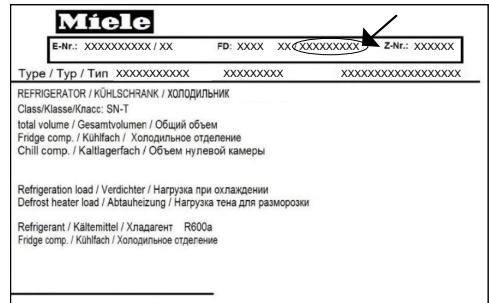 Miele
E-Nr.: XXXXXXXXXX / XX FD: XXXX XX XXXXXXXXX Z-Nr.: XXXXXX
Type / Typ / Тип XXXXXXXXXXX XXXXXXXXX XXXXXXXXXXXXXXXXXX
REFRIGERATOR / KÜHLSCHRANK / ХОЛОДИЛЬНИК
Class/Klasse/Класс: SN-T
total volume / Gesamtvolumen / Общий объем
Fridge comp. / Kühlfach / Холодильное отделение
Chill comp. / Kaltlagerfach / Объем нулевой камеры
Refrigeration load / Verdichter / Нагрузка при охлаждении
Defrost heater load / Abtauheizung / Нагрузка тена для разморозки
Refrigerant / Kältemittel / Хладагент R600a
Fridge comp. / Kühlfach / Холодильное отделение